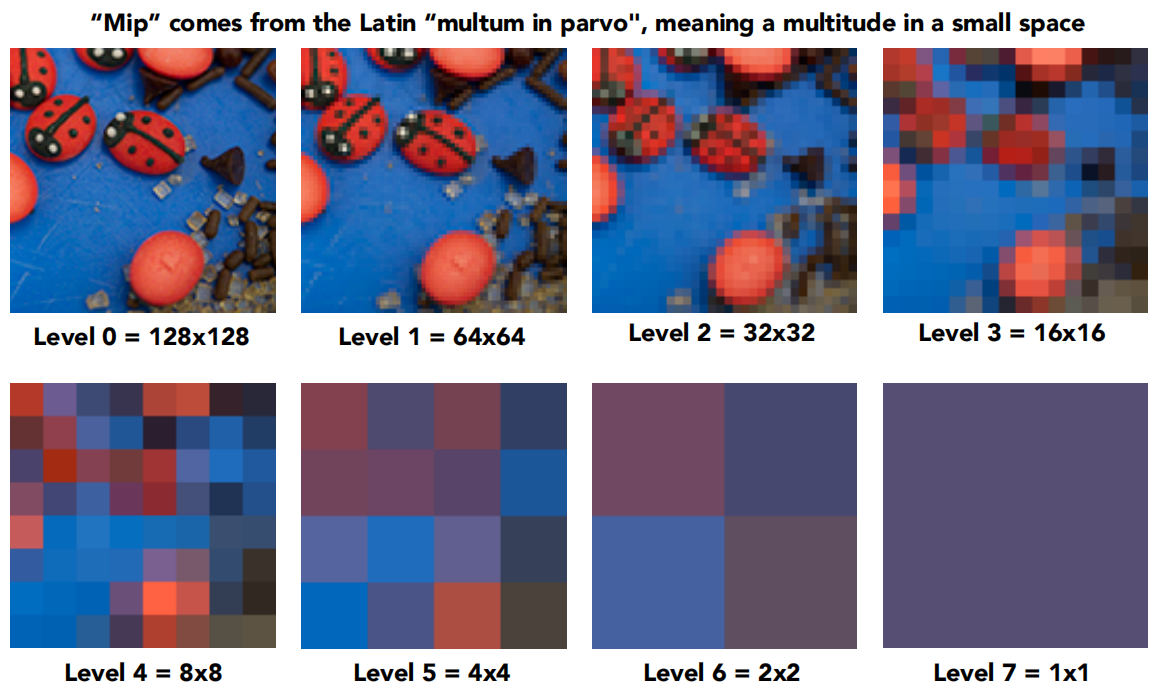 ”Mip” comes from the Latin “multum in parvo", meaning a multitude in a small space
Level 0 = 128x128
Level 1 = 64x64
Level 2 = 32x32
Level 3 = 16x16
Level 4 = 8x8
Level 5 = 4x4
Level 6 = 2x2
Level 7 = 1x1